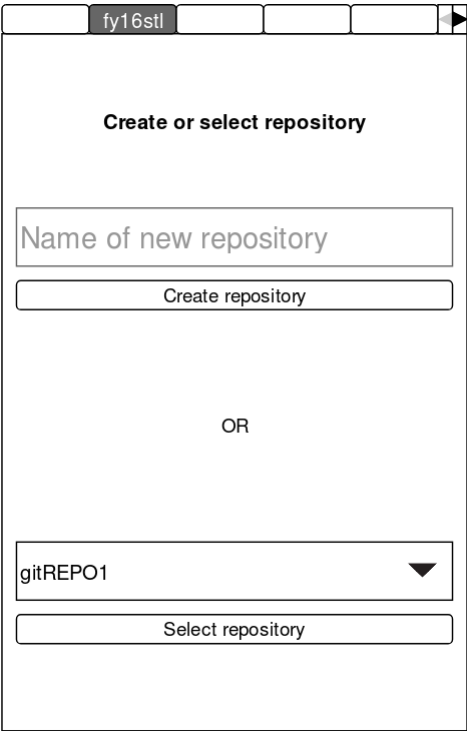 fy16stl
Create or select repository
Name of new repository
Create repository
OR
gitREPO1
Select repository